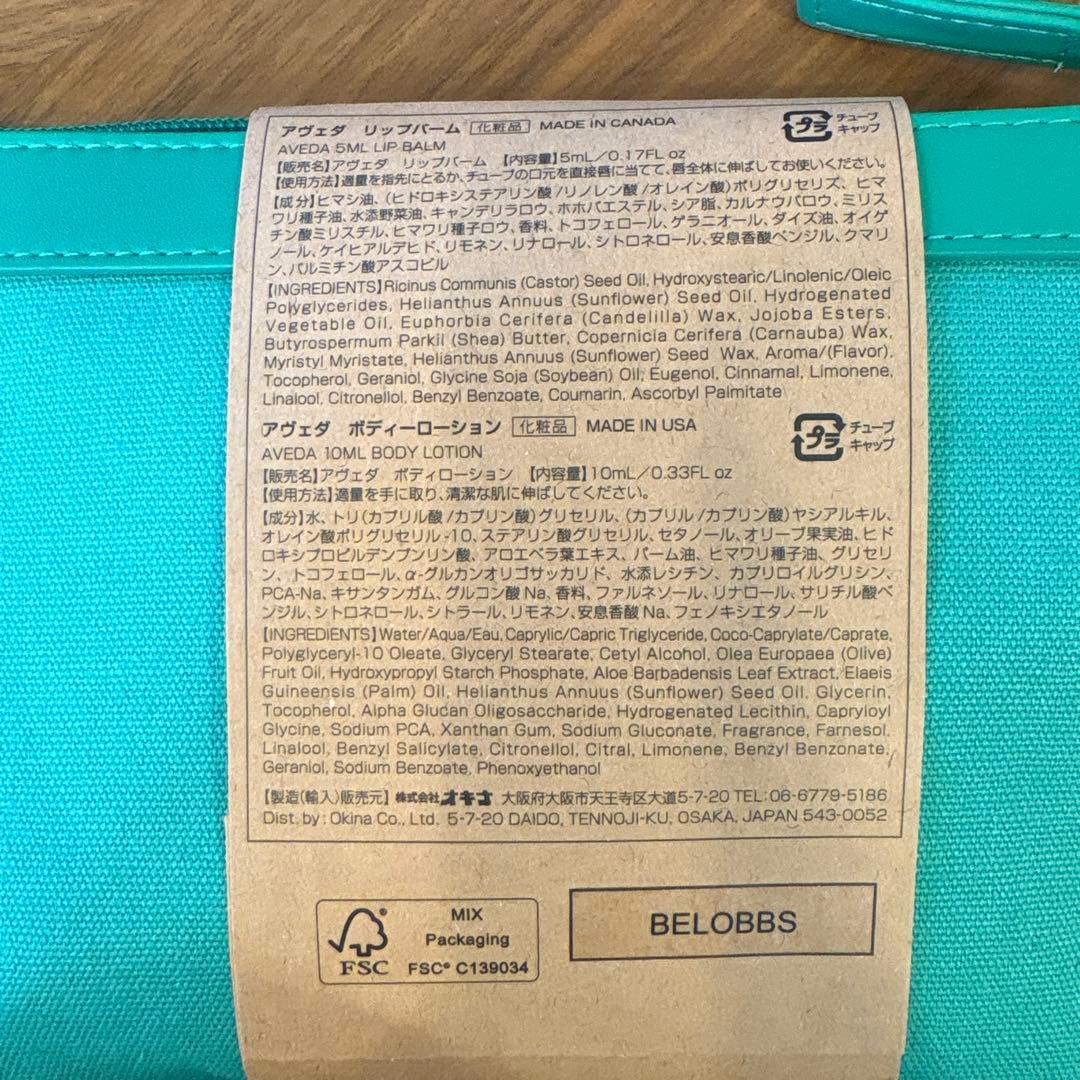 アヴェダ リップバーム 化粧品 MADE IN CANADA
プラ チューブ キャップ
AVEDA 5ML LIP BALM
【販売名】アヴェダ リップバーム 【内容量】5mL/0.17FL oz
【使用方法】適量を指先にとるか、チューブの口元を直接唇に当てて、唇全体に伸ばしてお使いください。
【成分】ヒマシ油、(ヒドロキシステアリン酸/リノレン酸/オレイン酸)ポリグリセリズ、ヒマ
ワリ種子油、水添野菜油、キャンデリラロウ、ホホバエステル、シア脂、カルナウバロウ、ミリス
チン酸ミリスチル、ヒマワリ種子ロウ、香料、トコフェロール、ゲラニオール、ダイズ油、オイゲ
ノール、ケイヒアルデヒド、リモネン、リナロール、シトロネロール、安息香酸ベンジル、クマリ
ン、パルミチン酸アスコビル
【INGREDIENTS】Ricinus Communis (Castor) Seed Oil, Hydroxystearic/Linolenic/Oleic
Polyglycerides, Helianthus Annuus (Sunflower) Seed Oil, Hydrogenated
Vegetable Oil, Euphorbia Cerifera (Candelilla) Wax, Jojoba Esters,
Butyrospermum Parkii (Shea) Butter, Copernicia Cerifera (Carnauba) Wax,
Myristyl Myristate, Helianthus Annuus (Sunflower) Seed Wax, Aroma/(Flavor),
Tocopherol, Geraniol, Glycine Soja (Soybean) Oil, Eugenol, Cinnamal, Limonene,
Linalool, Citronellol, Benzyl Benzoate, Coumarin, Ascorbyl Palmitate
アヴェダ ボディーローション 化粧品 MADE IN USA
プラ チューブ キャップ
AVEDA 10ML BODY LOTION
【販売名】アヴェダ ボディローション 【内容量】10mL/0.33FL oz
【使用方法】適量を手に取り、清潔な肌に伸ばしてください。
【成分】水、トリ(カプリル酸/カプリン酸)グリセリル、(カプリル/カプリン酸)ヤシアルキル、
オレイン酸ポリグリセリル-10、ステアリン酸グリセリル、セタノール、オリーブ果実油、ヒド
ロキシプロピルデンプンリン酸、アロエベラ葉エキス、パーム油、ヒマワリ種子油、グリセリ
ン、トコフェロール、α-グルカンオリゴサッカリド、水添レシチン、カプリロイルグリシン、
PCA-Na、キサンタンガム、グルコン酸Na、香料、ファルネソール、リナロール、サリチル酸ベ
ンジル、シトロネロール、シトラール、リモネン、安息香酸Na、フェノキシエタノール
【INGREDIENTS】Water/Aqua/Eau, Caprylic/Capric Triglyceride, Coco-Caprylate/Caprate,
Polyglyceryl-10 Oleate, Glyceryl Stearate, Cetyl Alcohol, Olea Europaea (Olive)
Fruit Oil, Hydroxypropyl Starch Phosphate, Aloe Barbadensis Leaf Extract, Elaeis
Guineensis (Palm) Oil, Helianthus Annuus (Sunflower) Seed Oil, Glycerin,
Tocopherol, Alpha Glucan Oligosaccharide, Hydrogenated Lecithin, Capryloyl
Glycine, Sodium PCA, Xanthan Gum, Sodium Gluconate, Fragrance, Farnesol,
Linalool, Benzyl Salicylate, Citronellol, Citral, Limonene, Benzyl Benzonate,
Geraniol, Sodium Benzoate, Phenoxyethanol
【製造(輸入)販売元】株式会社オキナ 大阪府大阪市天王寺区大道5-7-20 TEL:06-6779-5186
Dist. by : Okina Co., Ltd. 5-7-20 DAIDO, TENNOJI-KU, OSAKA, JAPAN 543-0052
FSC
MIX
Packaging
FSC® C139034
BELOBBS